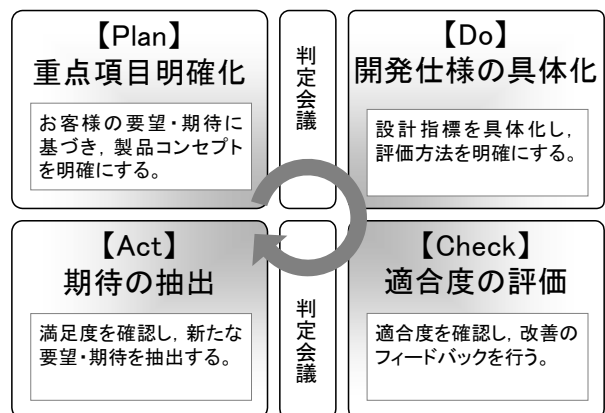 【Plan】
重点項目明確化
お客様の要望・期待に
基づき，製品コンセプト
を明確にする。
判定会議
【Do】
開発仕様の具体化
設計指標を具体化し，
評価方法を明確にする。
【Act】
期待の抽出
満足度を確認し，新たな
要望・期待を抽出する。
判定会議
【Check】
適合度の評価
適合度を確認し，改善の
フィードバックを行う。